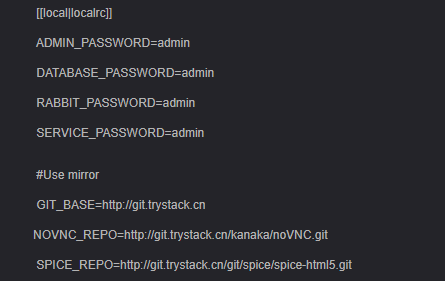 [[local|localrc]]
ADMIN_PASSWORD=admin
DATABASE_PASSWORD=admin
RABBIT_PASSWORD=admin
SERVICE_PASSWORD=admin
#Use mirror
GIT_BASE=http://git.trystack.cn
NOVNC_REPO=http://git.trystack.cn/kanaka/noVNC.git
SPICE_REPO=http://git.trystack.cn/git/spice/spice-html5.git